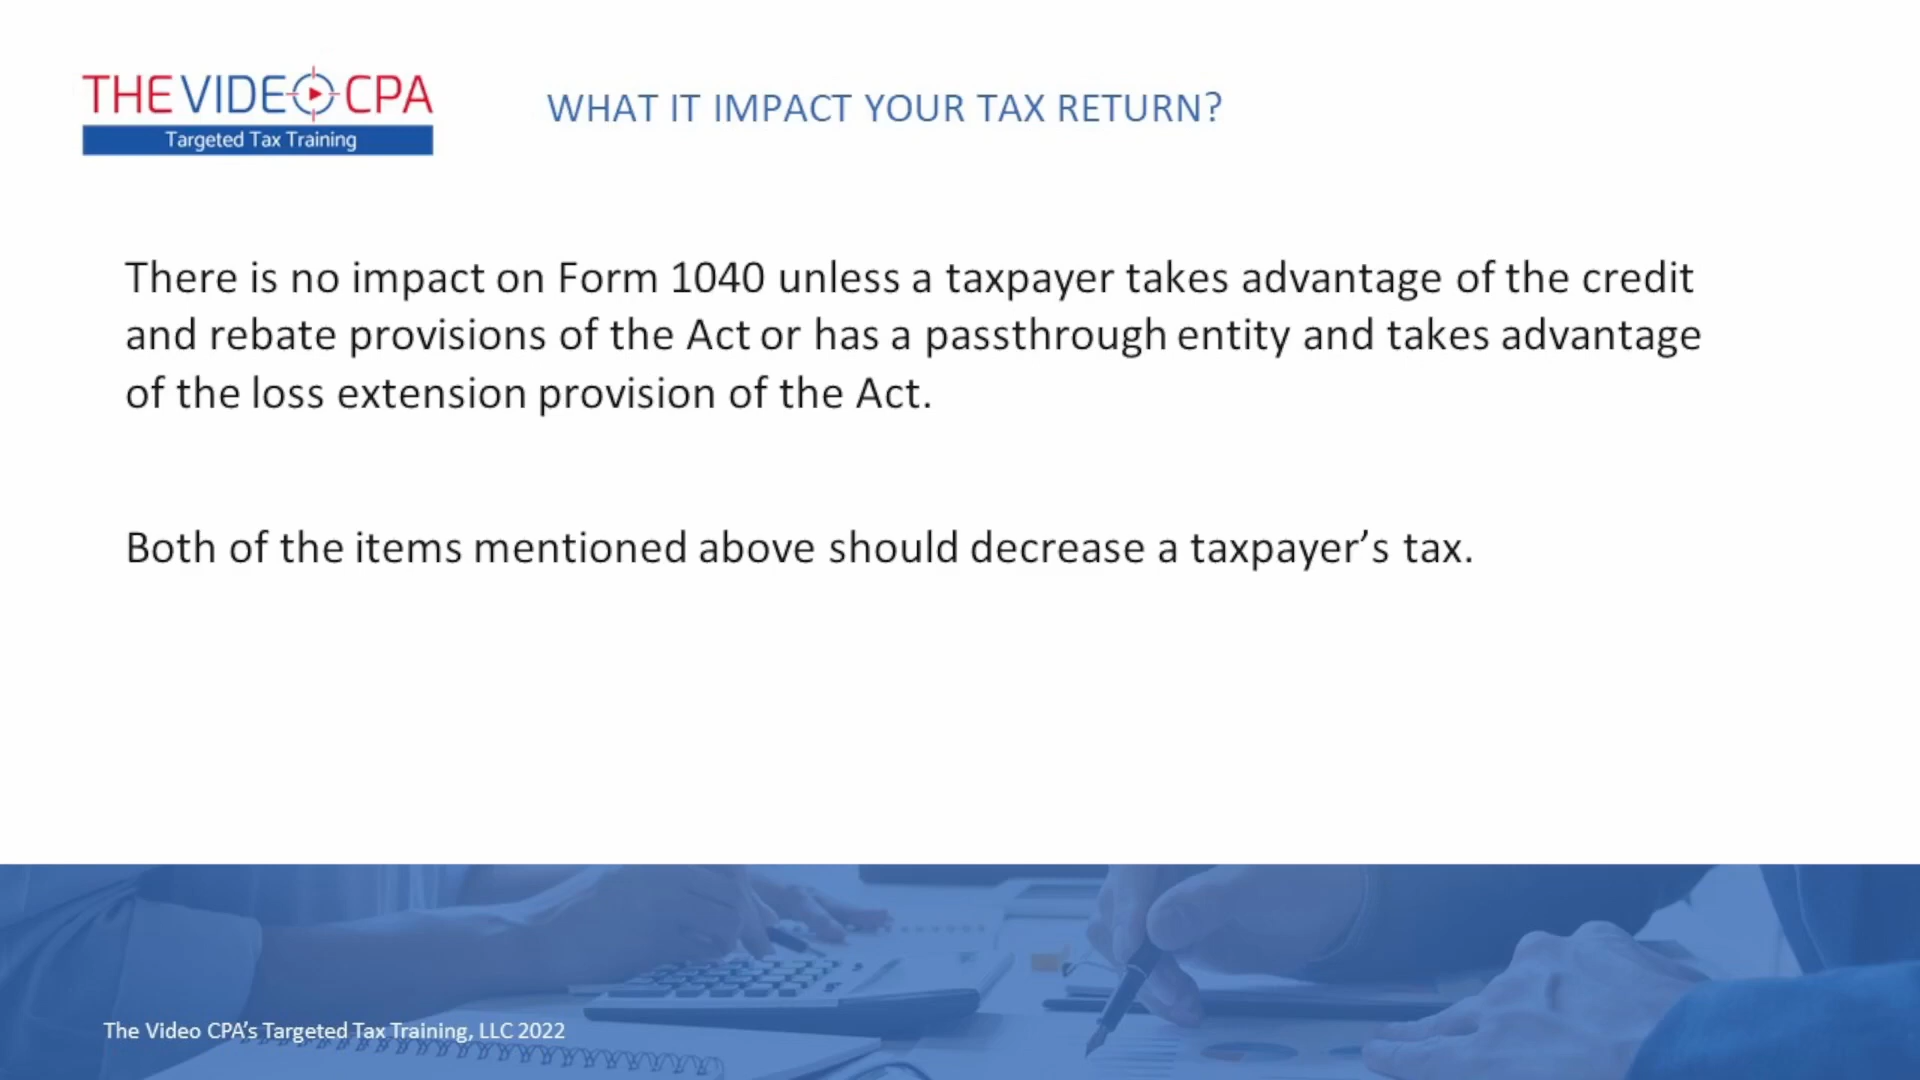 THE VIDEO CPA
Targeted Tax Training
WHAT IT IMPACT YOUR TAX RETURN?
There is no impact on Form 1040 unless a taxpayer takes advantage of the credit
and rebate provisions of the Act or has a passthrough entity and takes advantage
of the loss extension provision of the Act.
Both of the items mentioned above should decrease a taxpayer’s tax.
The Video CPA’s Targeted Tax Training, LLC 2022